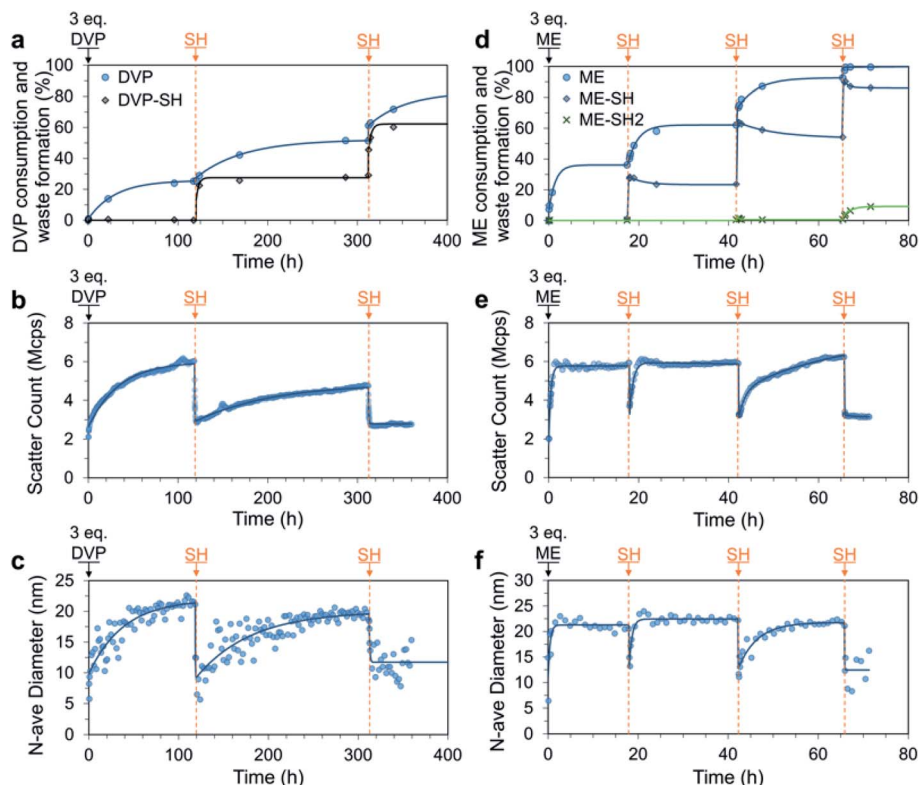 3 eq.
DVP
SH
SH
a
DVP consumption and
waste formation (%)
100
80
60
40
20
0
DVP
DVP-SH
0
100
200
300
400
Time (h)
3 eq.
ME
SH
SH
SH
d
ME consumption and
waste formation (%)
100
80
60
40
20
0
ME
ME-SH
ME-SH2
0
20
40
60
80
Time (h)
3 eq.
DVP
SH
SH
b
Scatter Count (Mcps)
8
6
4
2
0
0
100
200
300
400
Time (h)
3 eq.
ME
SH
SH
SH
e
Scatter Count (Mcps)
8
6
4
2
0
0
20
40
60
80
Time (h)
3 eq.
DVP
SH
SH
c
N-ave Diameter (nm)
25
20
15
10
5
0
0
100
200
300
400
Time (h)
3 eq.
ME
SH
SH
SH
f
N-ave Diameter (nm)
30
25
20
15
10
5
0
0
20
40
60
80
Time (h)